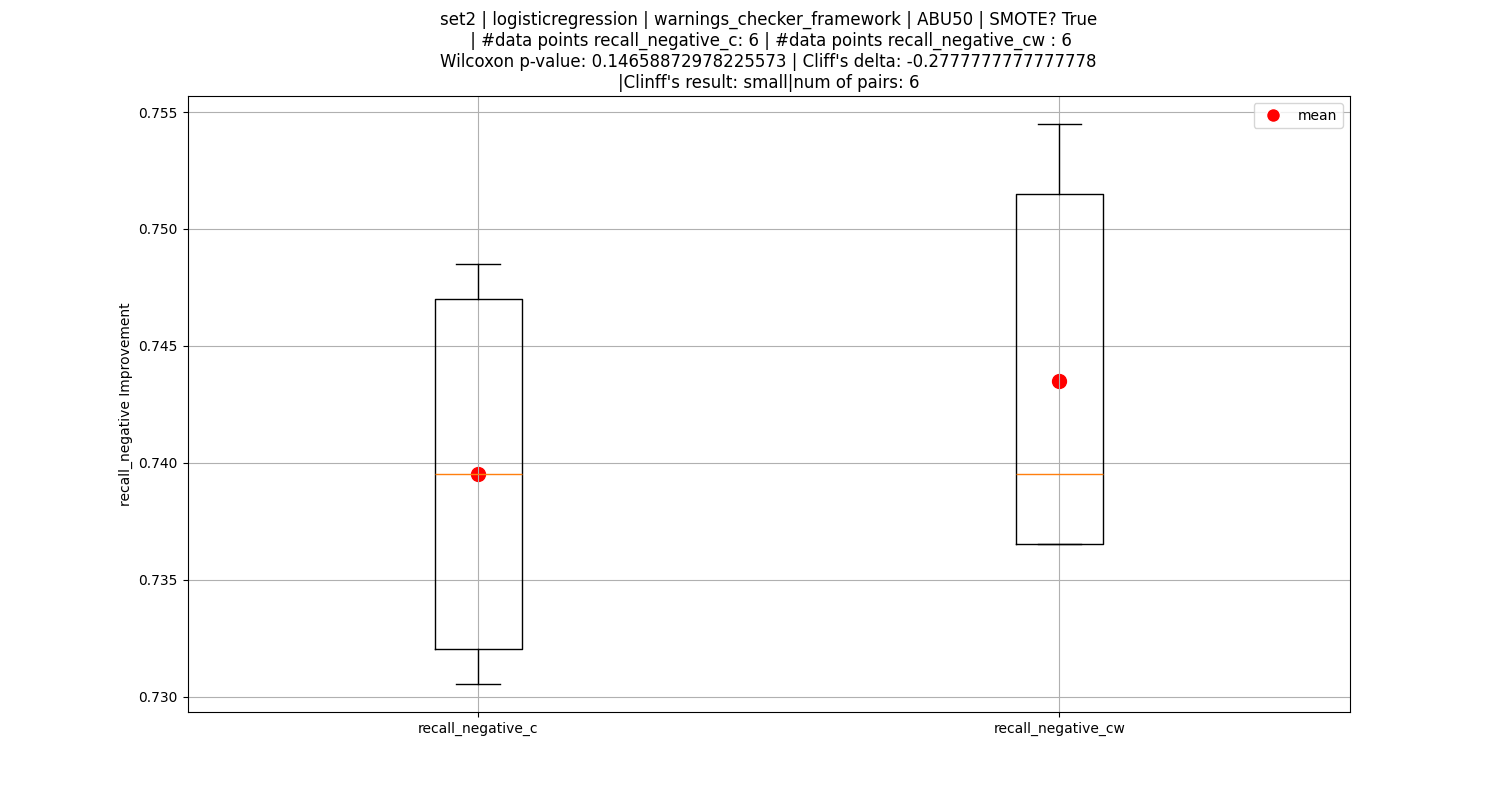 set2 | logisticregression | warnings_checker_framework | ABU50 | SMOTE? True
| #data points recall_negative_c: 6 | #data points recall_negative_cw : 6
Wilcoxon p-value: 0.14658872978225573 | Cliff's delta: -0.2777777777777778
|Clinff's result: small|num of pairs: 6
mean
recall_negative Improvement
0.755
0.750
0.745
0.740
0.735
0.730
recall_negative_c
recall_negative_cw